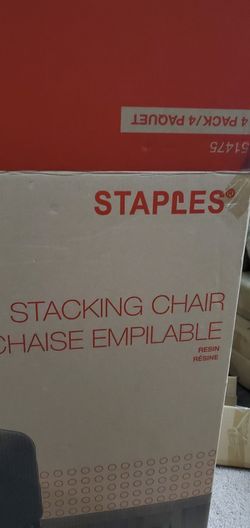 4 PACK/4 PAQUET
51475
STAPLES®
STACKING CHAIR
CHAISE EMPILABLE
RESIN
RÉSINE